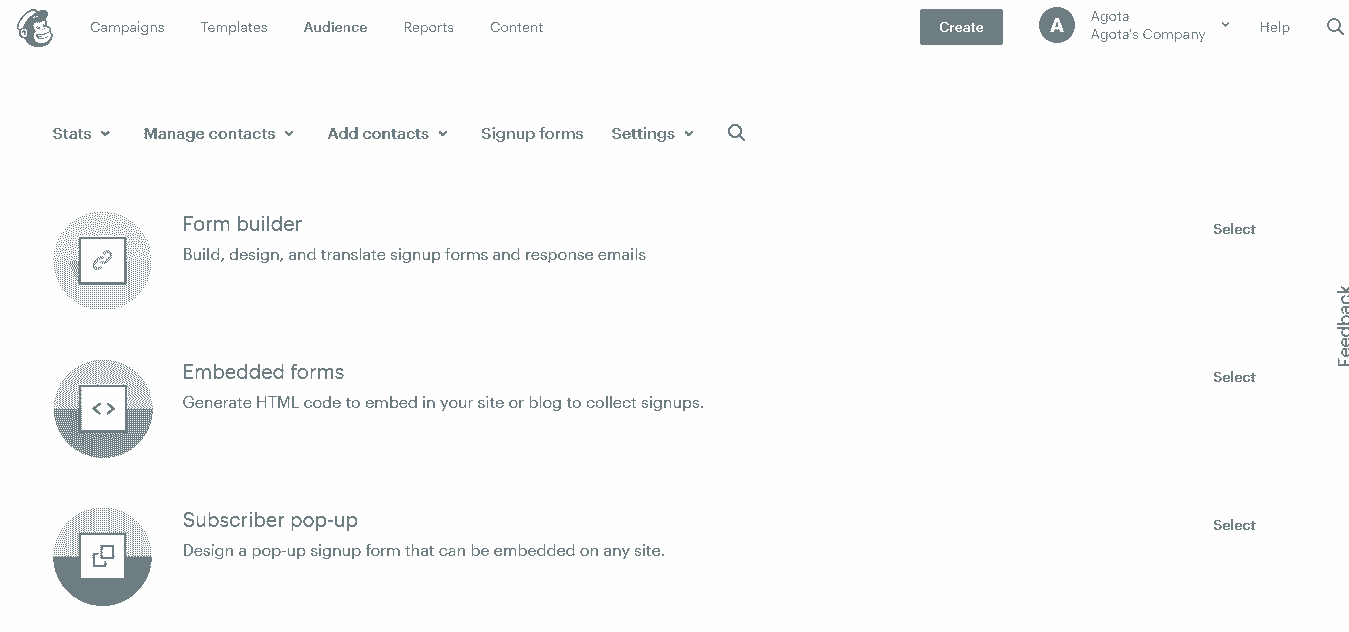 Campaigns Templates Audience Reports Content Create A Agota Help
Agota's Company
Stats Manage contacts Add contacts Signup forms Settings
Form builder
Select
Build, design, and translate signup forms and response emails
Feedback
Embedded forms
Select
Generate HTML code to embed in your site or blog to collect signups.
Subscriber pop-up
Select
Design a pop-up signup form that can be embedded on any site.